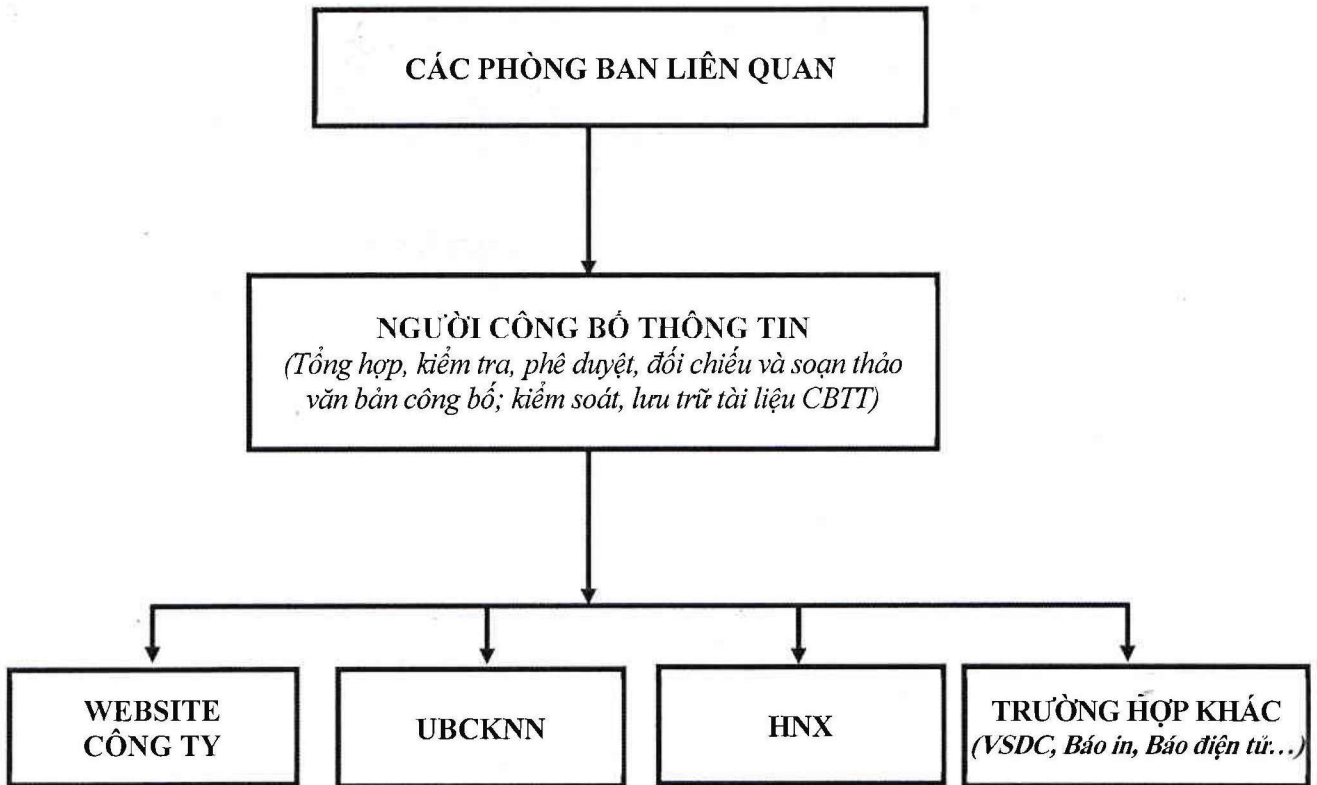 CÁC PHÒNG BAN LIÊN QUAN
NGƯỜI CÔNG BỐ THÔNG TIN
(Tổng hợp, kiểm tra, phê duyệt, đối chiếu và soạn thảo
văn bản công bố; kiểm soát, lưu trữ tài liệu CBTT)
WEBSITE
CÔNG TY
UBCKNN
HNX
TRƯỜNG HỢP KHÁC
(VSDC, Báo in, Báo điện tử...)